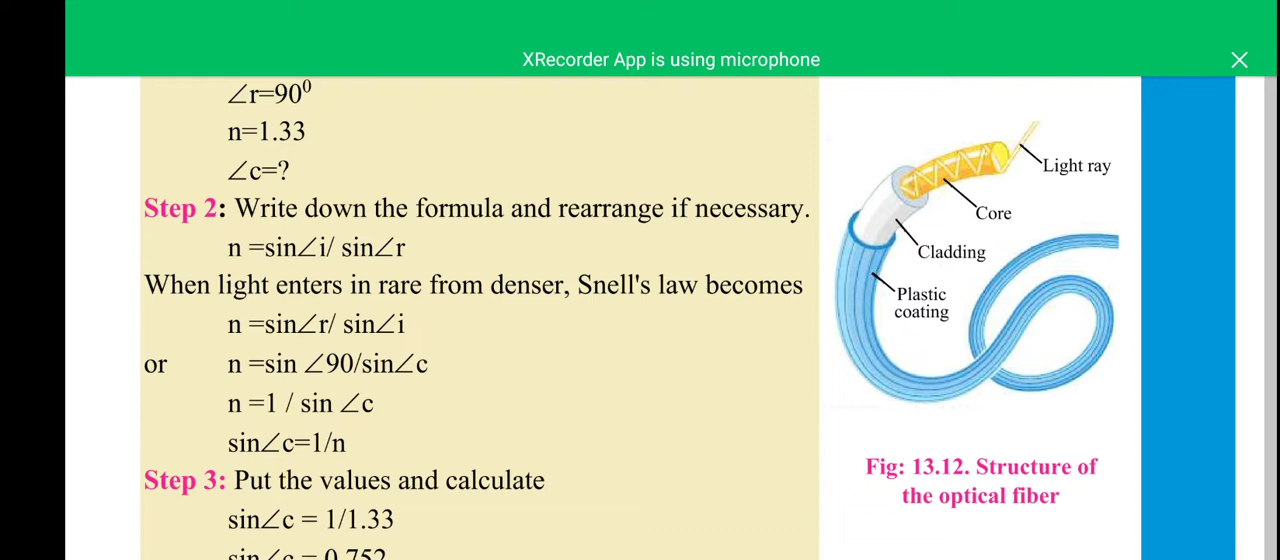 XRecorder App is using microphone
∠r=90⁰
n=1.33
∠c=?
Step 2: Write down the formula and rearrange if necessary.
n =sin∠i/ sin∠r
When light enters in rare from denser, Snell's law becomes
n =sin∠r/ sin∠i
or n =sin ∠90/sin∠c
n =1 / sin ∠c
sin∠c=1/n
Step 3: Put the values and calculate
sin∠c = 1/1.33
sin∠c = 0.752
Light ray
Core
Cladding
Plastic
coating
Fig: 13.12. Structure of
the optical fiber